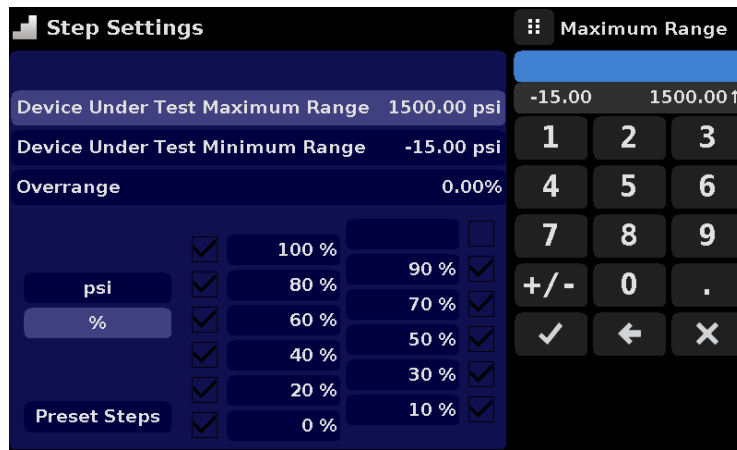 Step Settings
Maximum Range
Device Under Test Maximum Range 1500.00 psi
Device Under Test Minimum Range -15.00 psi
Overrange 0.00%
psi
%
Preset Steps
100 %
80 %
60 %
40 %
20 %
0 %
90 %
70 %
50 %
30 %
10 %
-15.00 1500.00↑
1 2 3
4 5 6
7 8 9
+/- 0 .